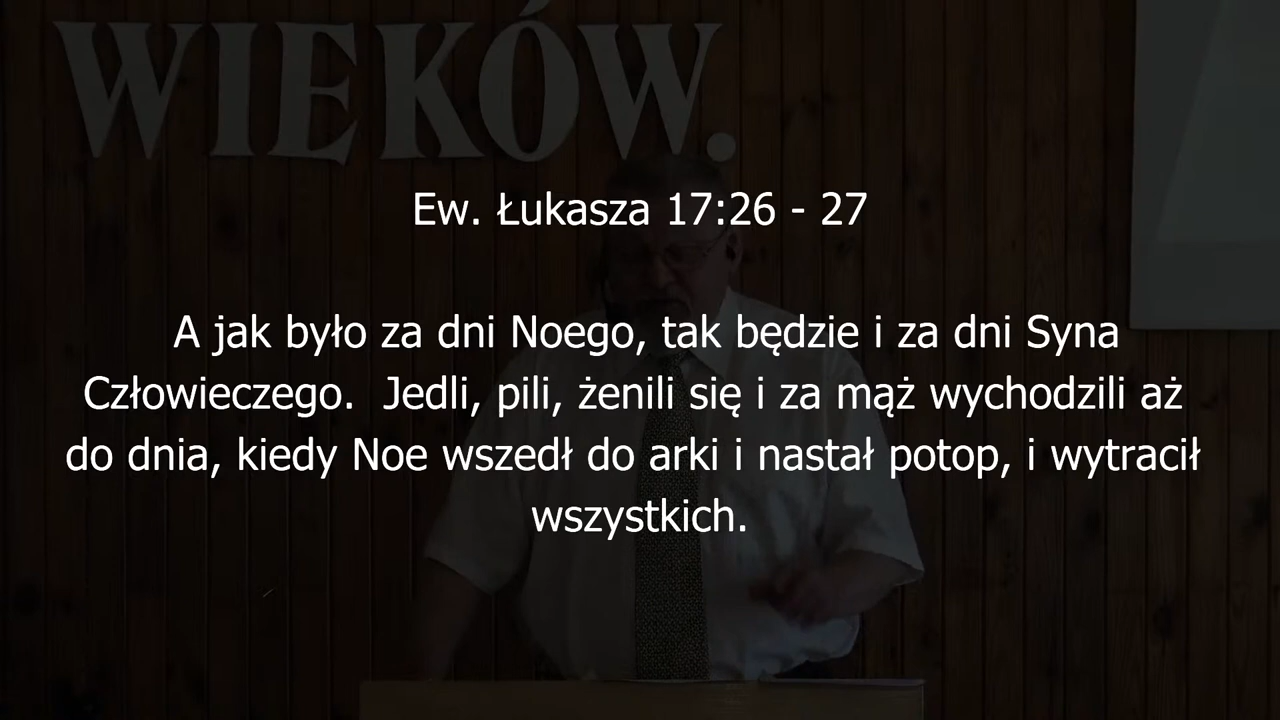 WIEKÓW.
Ew. Łukasza 17:26 - 27
A jak było za dni Noego, tak będzie i za dni Syna
Człowieczego.  Jedli, pili, żenili się i za mąż wychodzili aż
do dnia, kiedy Noe wszedł do arki i nastał potop, i wytracił
wszystkich.